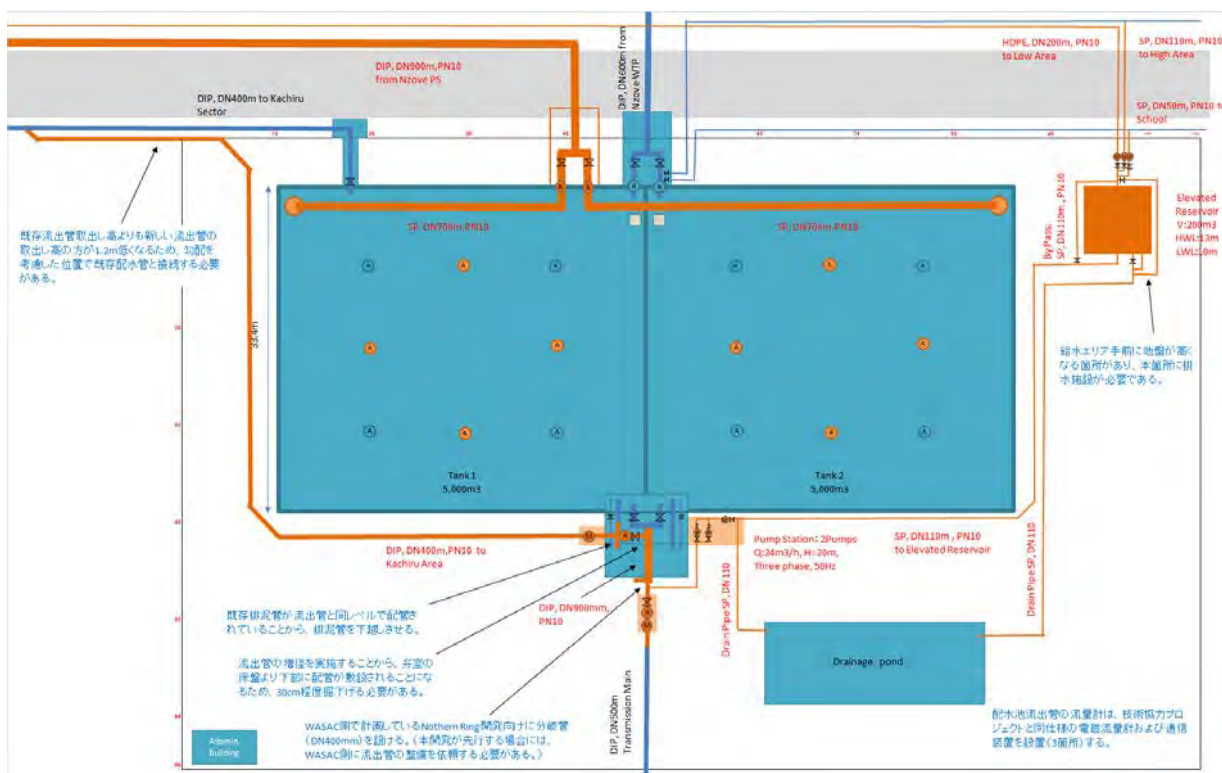 DIP, DN900m,PN10
from Nzove PS
DIP, DN600m from
Nzove WTP
HDPE, DN200m, PN10
to Low Area
SP, DN110m, PN10
to High Area
DIP, DN400m to Kachiru
Sector
SP, DN50m, PN10 to
School
既存流出管取出し高よりも新しい流出管の
取出し高の方が1.2m低くなるため、勾配を
考慮した位置で既存配水管と接続する必要
がある。
SP, DN700m,PN10
SP, DN700m,PN10
By Pass:
SP, DN110m, PN10
Elevated
Reservoir
V:200m3
HWL:13m
LWL:10m
33.4m
給水エリア手前に地盤が高く
なる箇所があり、本箇所に排
水施設が必要である。
Tank 1
5,000m3
Tank 2
5,000m3
DIP, DN400m,PN10 to
Kachiru Area
Pump Station: 2Pumps
Q:24m3/h, H: 20m,
Three phase, 50Hz
SP, DN110m, PN10
to Elevated Reservoir
DIP, DN900mm,
PN10
Drain Pipe SP, DN 110
Drain Pipe SP, DN110
既存排泥管が流出管と同レベルで配管さ
れていることから、排泥管を下越しさせる。
流出管の増径を実施することから、弁室の
床盤より下部に配管が敷設されることにな
るため、30cm程度掘下げる必要がある。
WASAC側で計画しているNothern Ring開発向けに分岐管
(DN400mm)を設ける。(本開発が先行する場合には、
WASAC側に流出管の整備を依頼する必要がある。)
DIP, DN500m
Transmission Main
Drainage pond
配水池流出管の流量計は、技術協力プロ
ジェクトと同仕様の電磁流量計および通信
装置を設置(3箇所)する。
Building